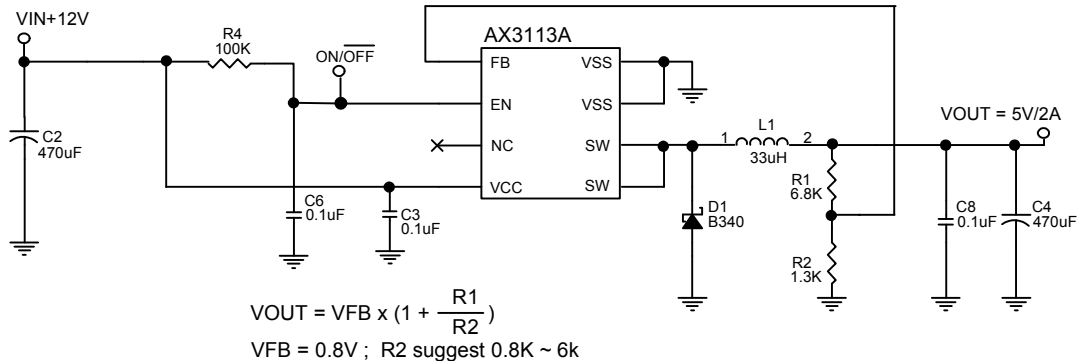 VIN+12V
R4
100K
ON/OFF
AX3113A
FB
VSS
EN
VSS
NC
SW
VCC
SW
C2
470uF
C6
0.1uF
C3
0.1uF
L1
1
2
33uH
D1
B340
R1
6.8K
R2
1.3K
VOUT = 5V/2A
C8
0.1uF
C4
470uF
VOUT = VFB x (1 + R1/R2)
VFB = 0.8V ; R2 suggest 0.8K ~ 6k